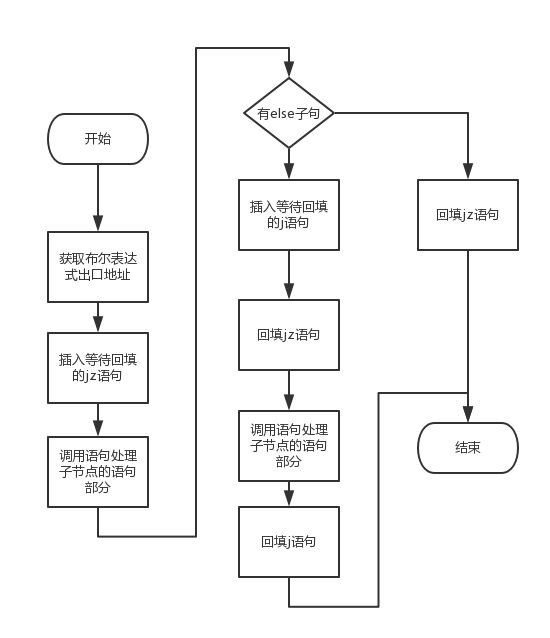 开始
获取布尔表达
式出口地址
插入等待回填
的jz语句
调用语句处理
子节点的语句
部分
有else子句
插入等待回填
的j语句
回填jz语句
调用语句处理
子节点的语句
部分
回填j语句
回填jz语句
结束